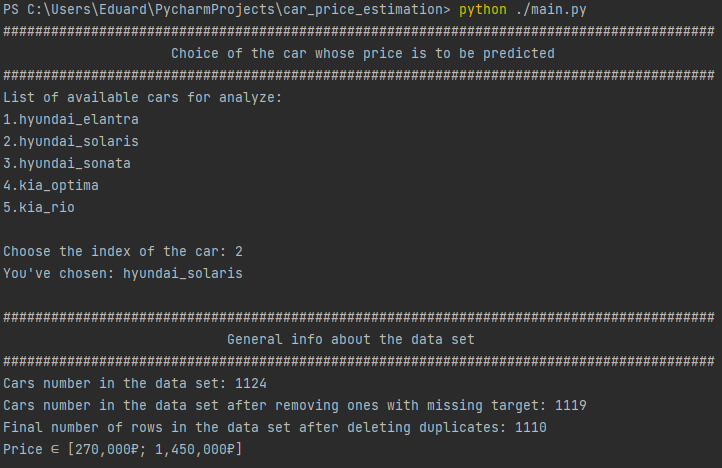 PS C:\Users\Eduard\PycharmProjects\car_price_estimation> python ./main.py
#########################################################################################
Choice of the car whose price is to be predicted
#########################################################################################
List of available cars for analyze:
1.hyundai_elantra
2.hyundai_solaris
3.hyundai_sonata
4.kia_optima
5.kia_rio
Choose the index of the car: 2
You've chosen: hyundai_solaris
#########################################################################################
General info about the data set
#########################################################################################
Cars number in the data set: 1124
Cars number in the data set after removing ones with missing target: 1119
Final number of rows in the data set after deleting duplicates: 1110
Price ∈ [270,000₽; 1,450,000₽]